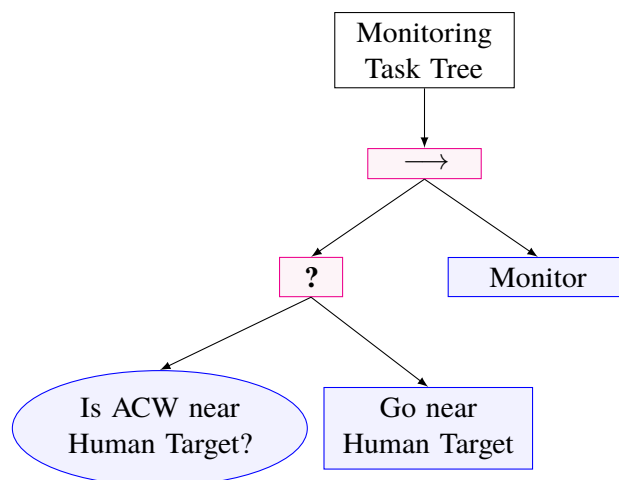 Monitoring
Task Tree
→
?
Monitor
Is ACW near
Human Target?
Go near
Human Target